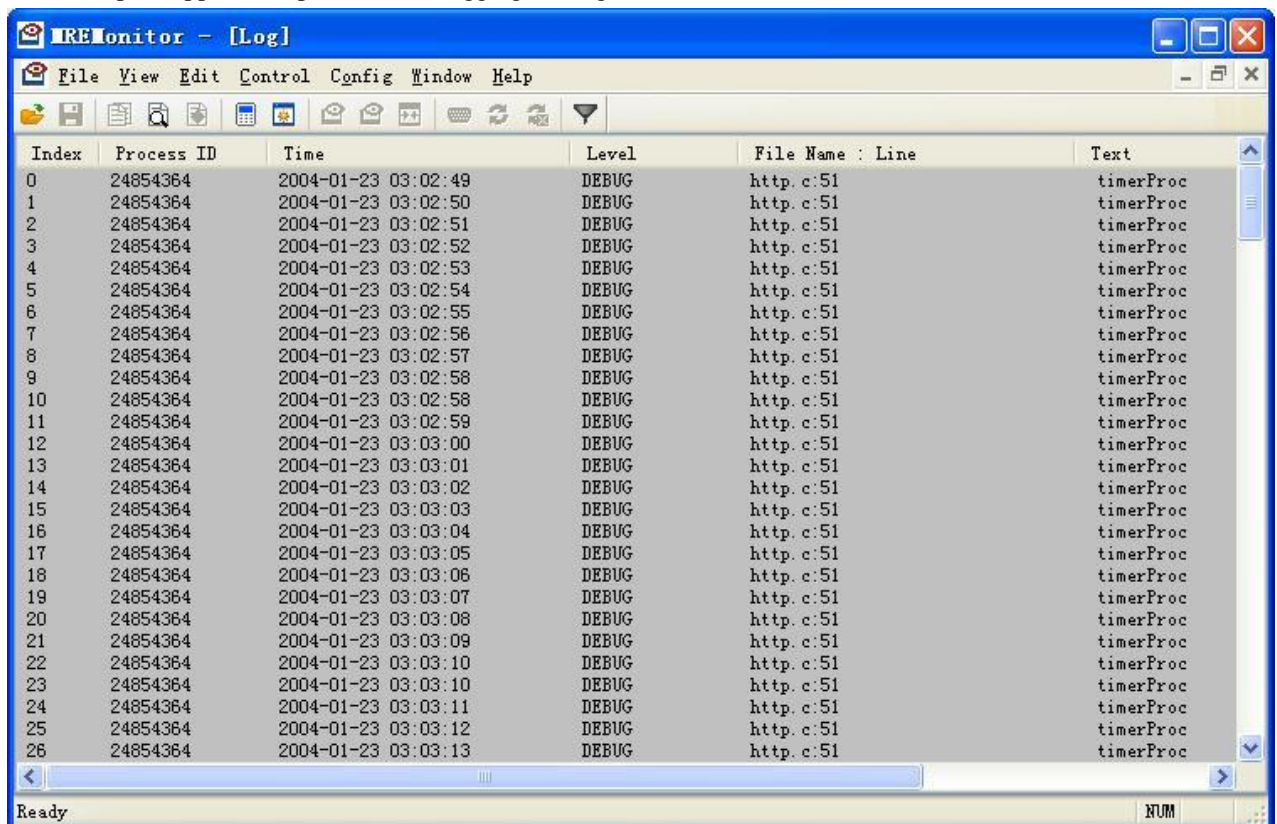 MREMonitor - [Log]
File View Edit Control Config Window Help
Index Process ID Time Level File Name : Line Text
0 24854364 2004-01-23 03:02:49 DEBUG http.c:51 timerProc
1 24854364 2004-01-23 03:02:50 DEBUG http.c:51 timerProc
2 24854364 2004-01-23 03:02:51 DEBUG http.c:51 timerProc
3 24854364 2004-01-23 03:02:52 DEBUG http.c:51 timerProc
4 24854364 2004-01-23 03:02:53 DEBUG http.c:51 timerProc
5 24854364 2004-01-23 03:02:54 DEBUG http.c:51 timerProc
6 24854364 2004-01-23 03:02:55 DEBUG http.c:51 timerProc
7 24854364 2004-01-23 03:02:56 DEBUG http.c:51 timerProc
8 24854364 2004-01-23 03:02:57 DEBUG http.c:51 timerProc
9 24854364 2004-01-23 03:02:58 DEBUG http.c:51 timerProc
10 24854364 2004-01-23 03:02:58 DEBUG http.c:51 timerProc
11 24854364 2004-01-23 03:02:59 DEBUG http.c:51 timerProc
12 24854364 2004-01-23 03:03:00 DEBUG http.c:51 timerProc
13 24854364 2004-01-23 03:03:01 DEBUG http.c:51 timerProc
14 24854364 2004-01-23 03:03:02 DEBUG http.c:51 timerProc
15 24854364 2004-01-23 03:03:03 DEBUG http.c:51 timerProc
16 24854364 2004-01-23 03:03:04 DEBUG http.c:51 timerProc
17 24854364 2004-01-23 03:03:05 DEBUG http.c:51 timerProc
18 24854364 2004-01-23 03:03:06 DEBUG http.c:51 timerProc
19 24854364 2004-01-23 03:03:07 DEBUG http.c:51 timerProc
20 24854364 2004-01-23 03:03:08 DEBUG http.c:51 timerProc
21 24854364 2004-01-23 03:03:09 DEBUG http.c:51 timerProc
22 24854364 2004-01-23 03:03:10 DEBUG http.c:51 timerProc
23 24854364 2004-01-23 03:03:10 DEBUG http.c:51 timerProc
24 24854364 2004-01-23 03:03:11 DEBUG http.c:51 timerProc
25 24854364 2004-01-23 03:03:12 DEBUG http.c:51 timerProc
26 24854364 2004-01-23 03:03:13 DEBUG http.c:51 timerProc
Ready NUM